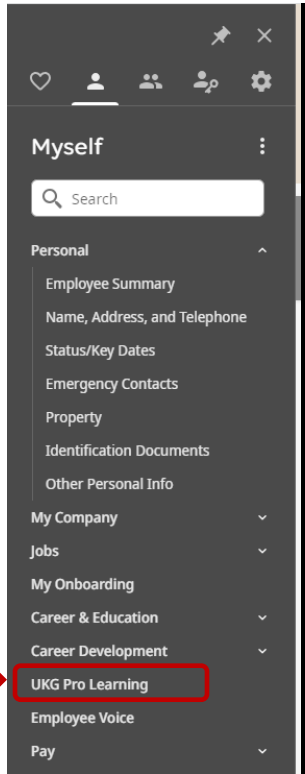 Myself
Search
Personal
Employee Summary
Name, Address, and Telephone
Status/Key Dates
Emergency Contacts
Property
Identification Documents
Other Personal Info
My Company
Jobs
My Onboarding
Career & Education
Career Development
UKG Pro Learning
Employee Voice
Pay